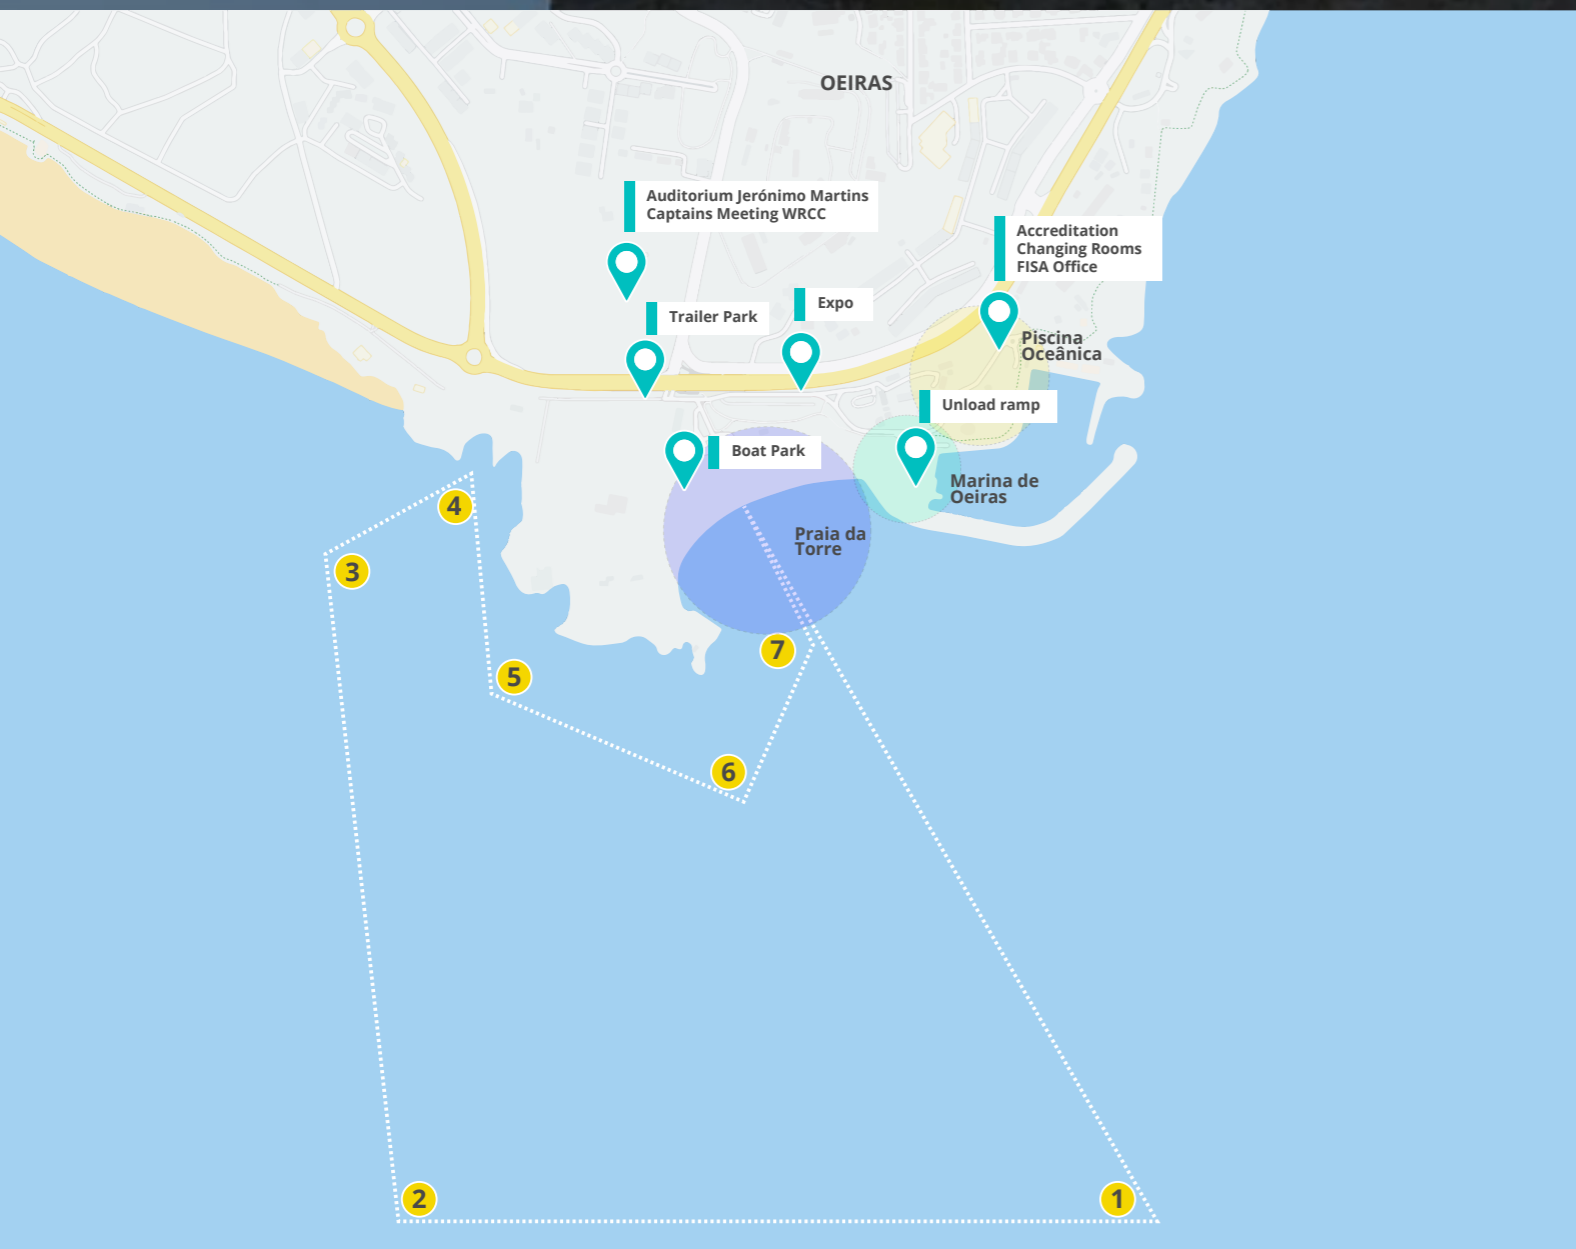 OEIRAS
Auditorium Jerónimo Martins
Captains Meeting WRCC
Accreditation
Changing Rooms
FISA Office
Expo
Trailer Park
Piscina
Oceânica
Unload ramp
Boat Park
Marina de
Oeiras
Praia da
Torre
4
3
7
5
6
2
1